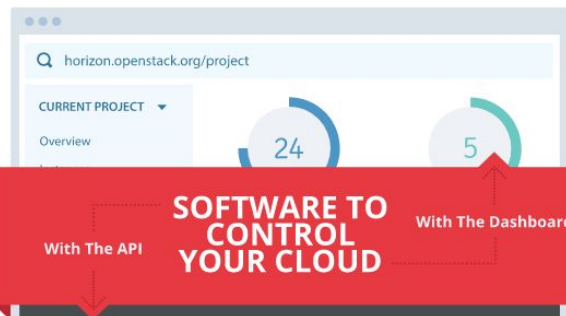 horizon.openstack.org/project
CURRENT PROJECT
Overview
24
5
SOFTWARE TO
CONTROL
YOUR CLOUD
With The API
With The Dashboard